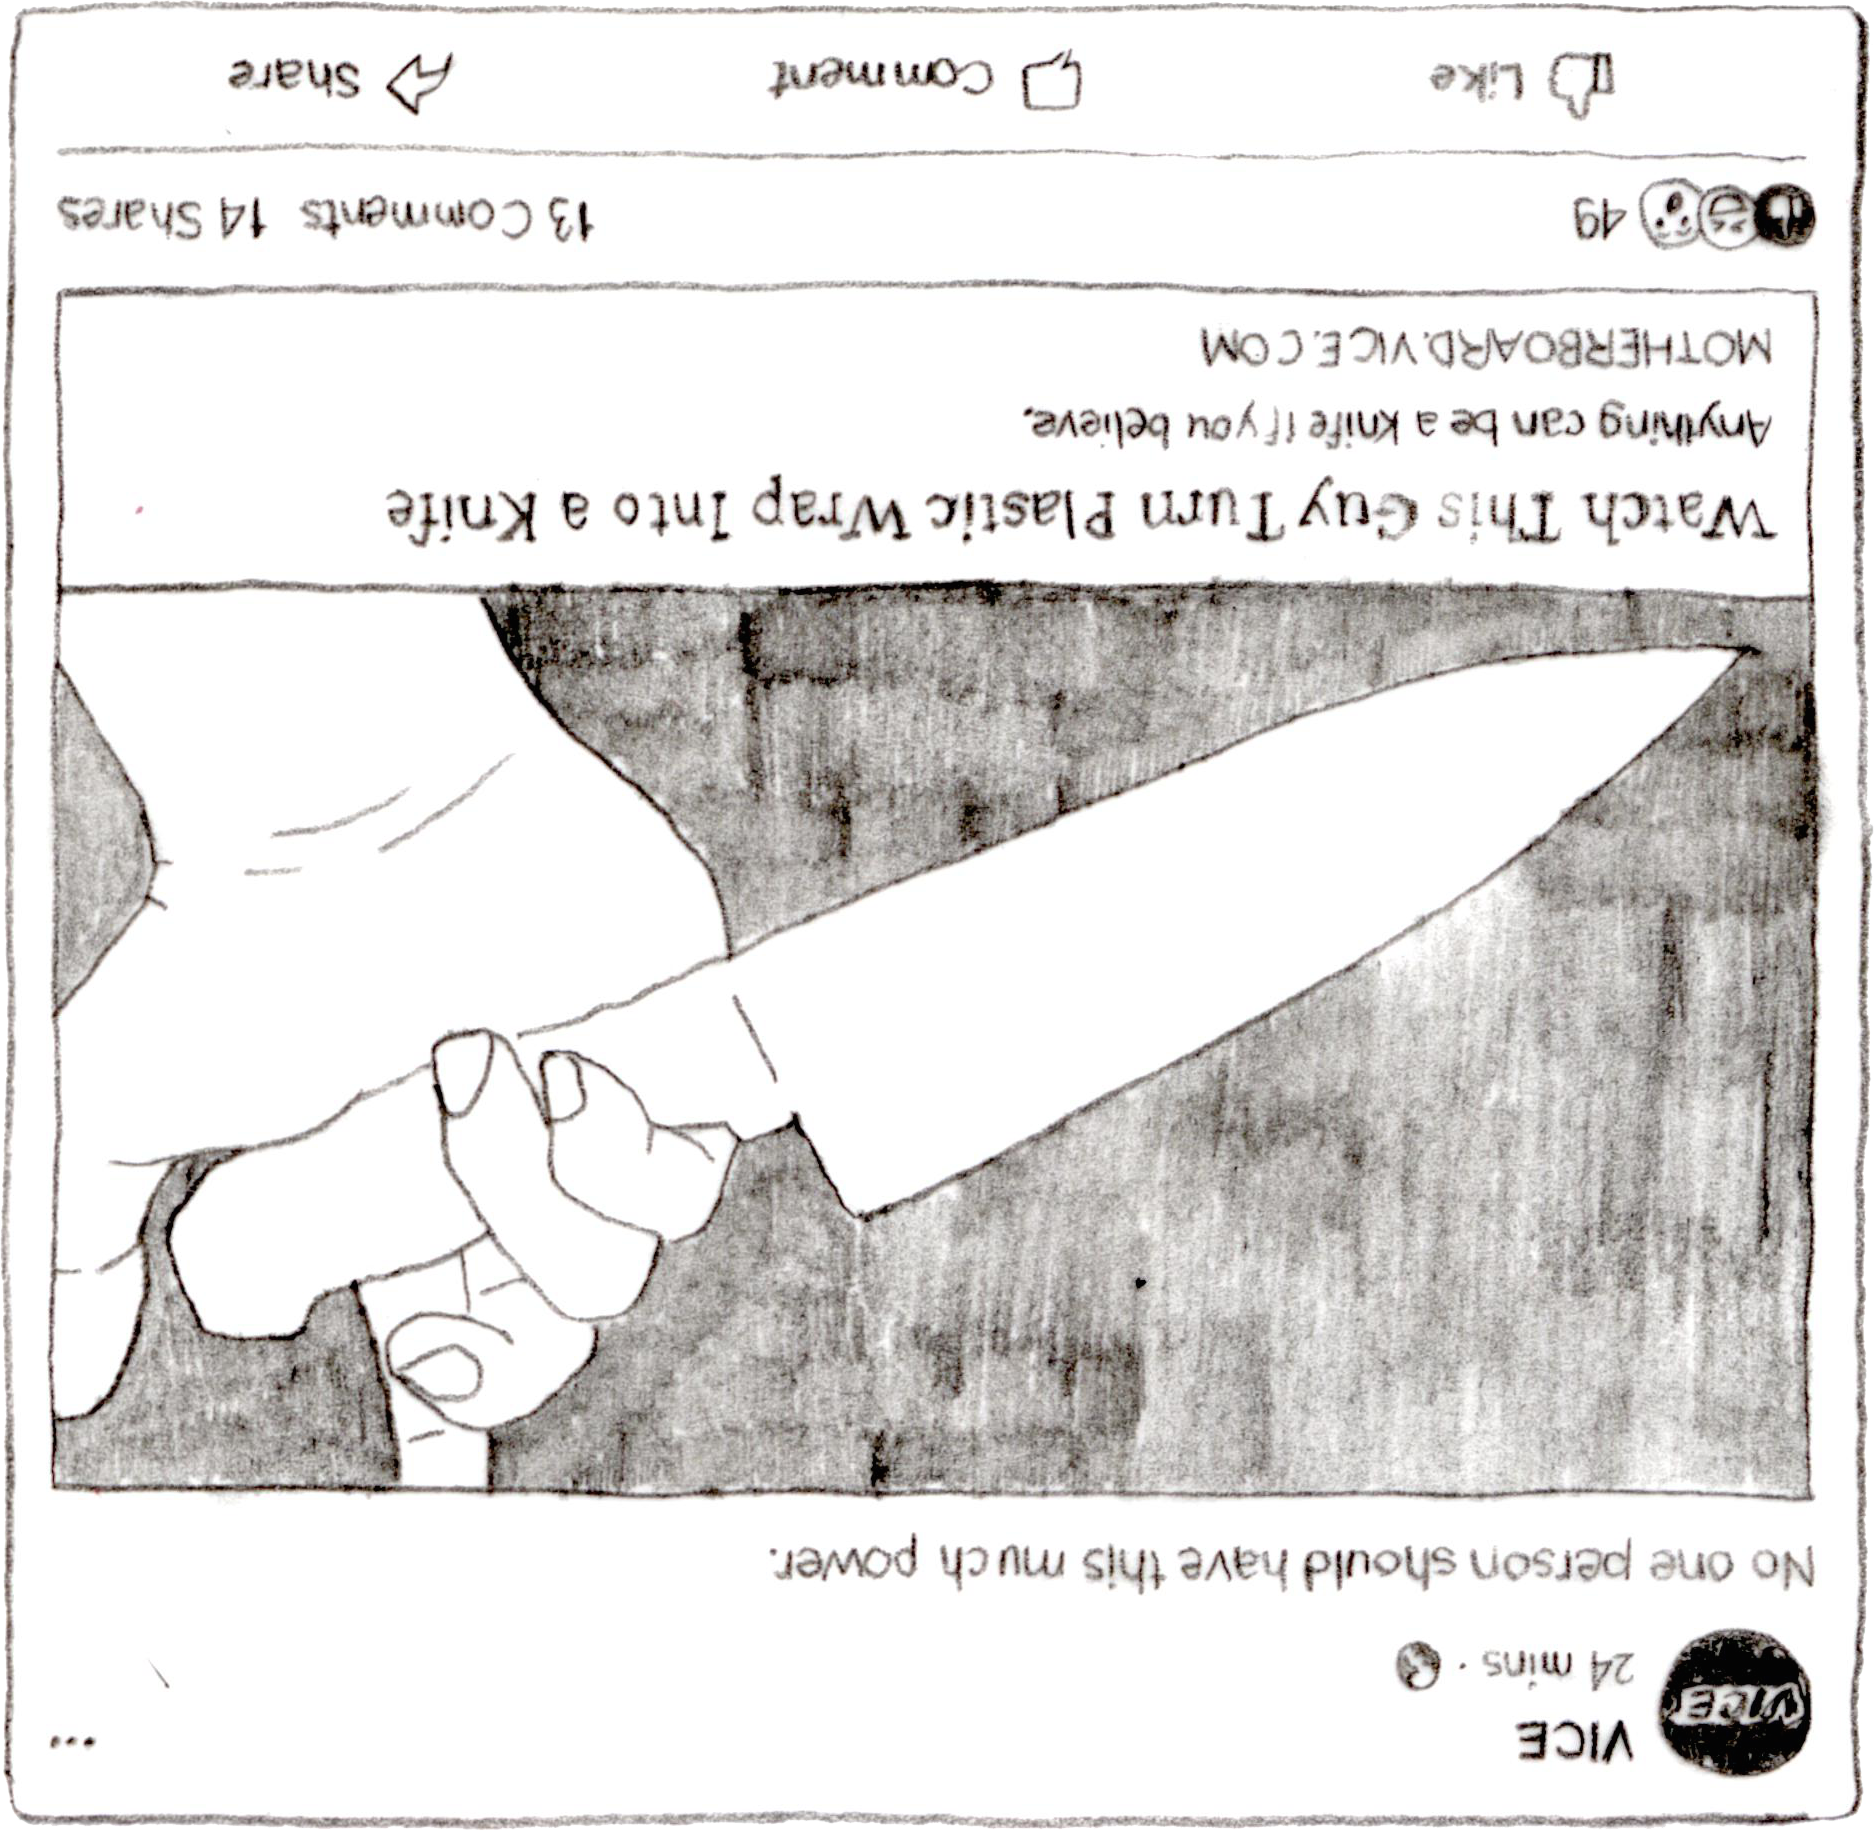 VICE
VICE
24 mins ·
No one person should have this much power.
Watch This Guy Turn Plastic Wrap Into a Knife
Anything can be a knife if you believe.
MOTHERBOARD.VICE.COM
49
13 Comments 14 Shares
Like
Comment
Share